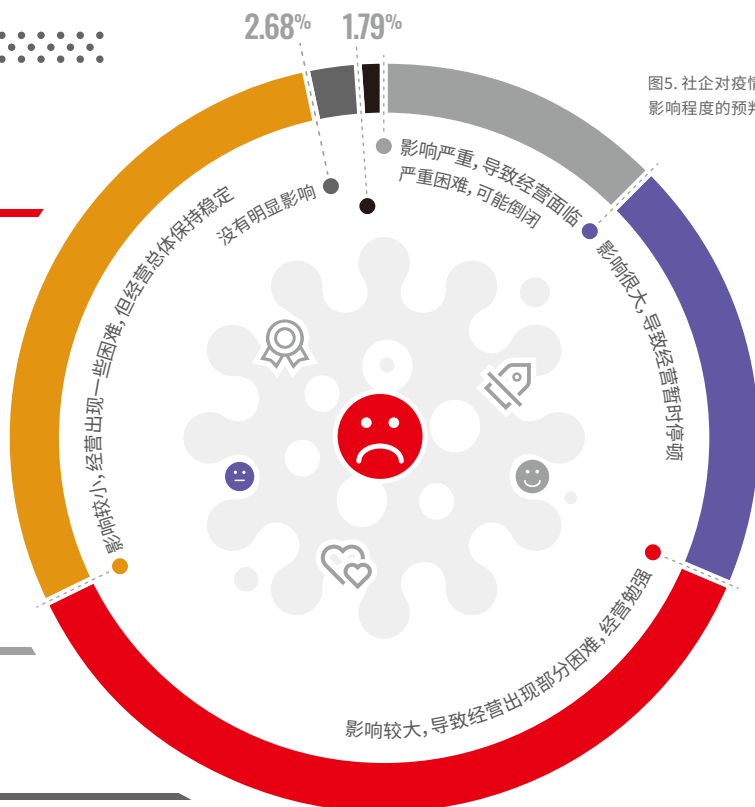 2.68%
1.79%
图5. 社企对疫情
影响程度的预判
影响严重，导致经营面临
严重困难，可能倒闭
没有明显影响
影响很大，导致经营暂时停顿
影响较小，经营出现一些困难，但经营总体保持稳定
影响较大，导致经营出现部分困难，经营勉强